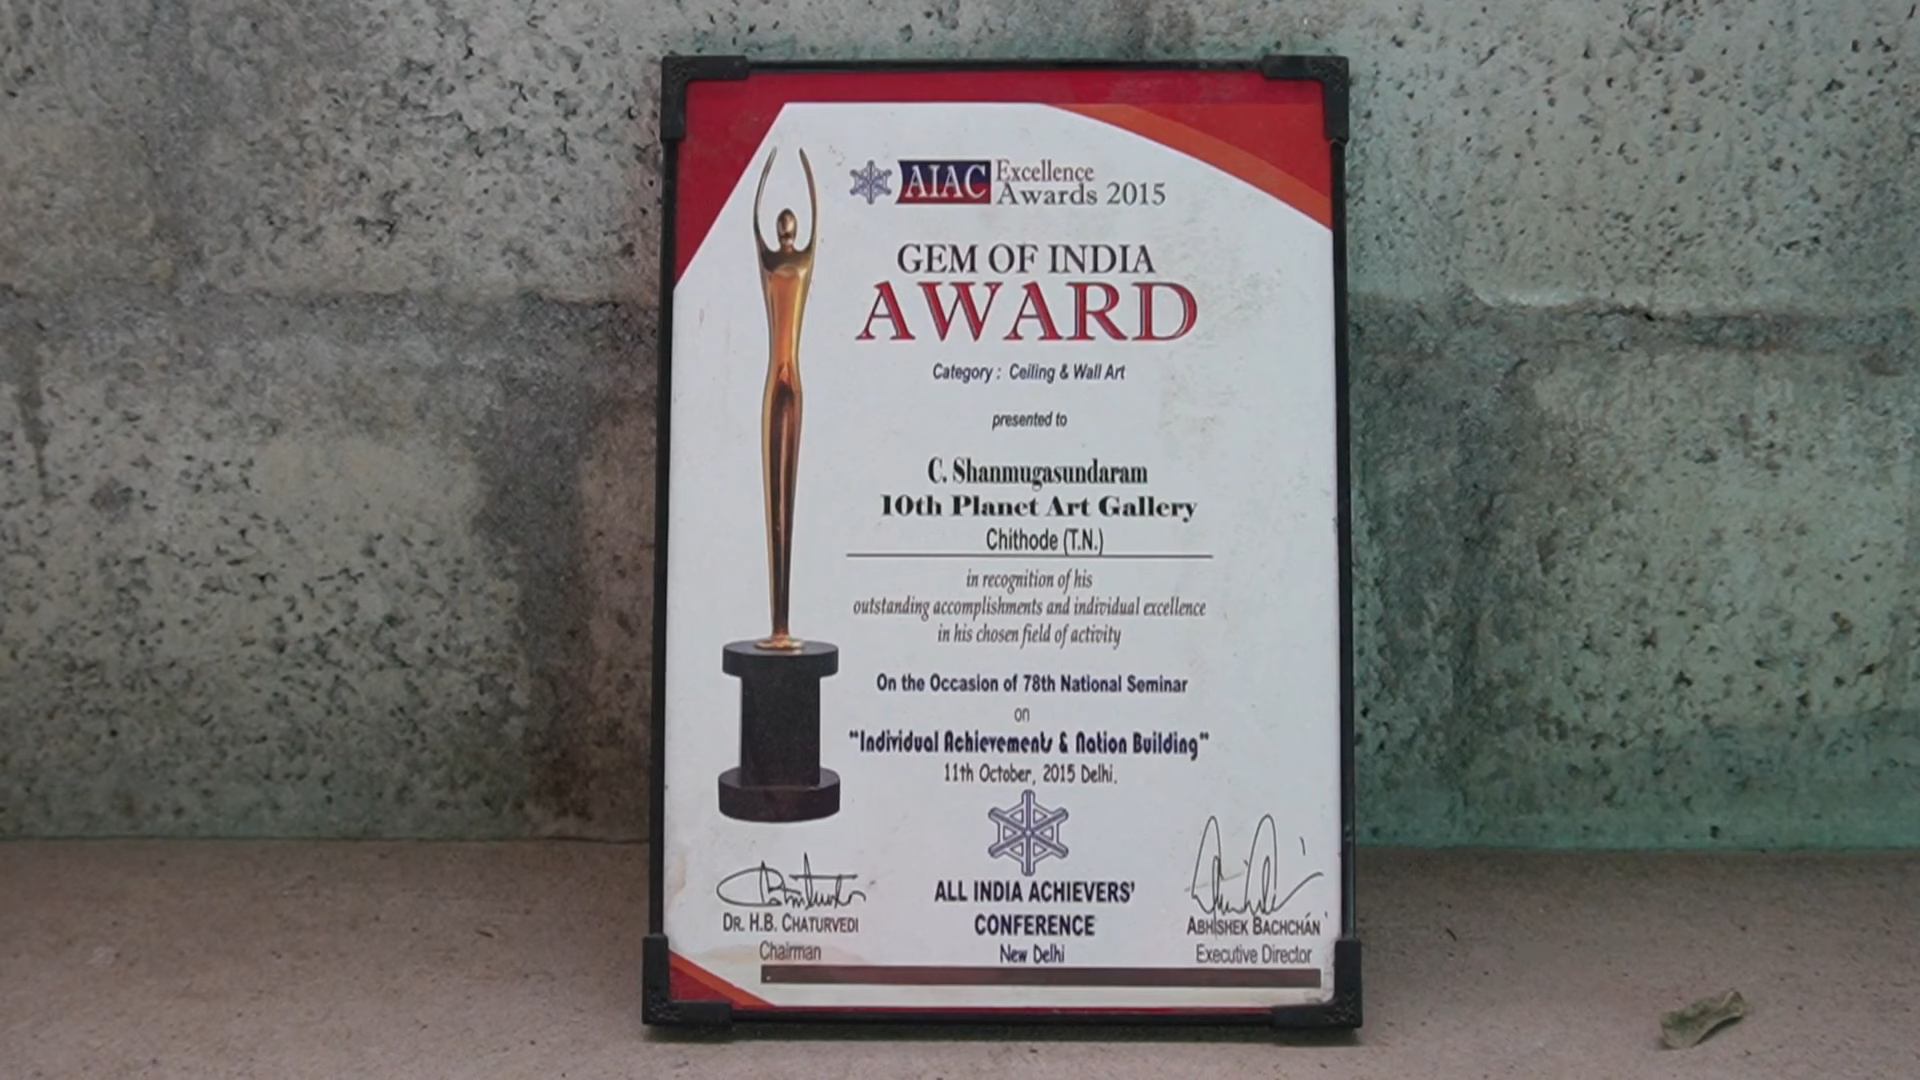 AIAC Excellence
Awards 2015
GEM OF INDIA
AWARD
Category : Ceiling & Wall Art
presented to
C. Shanmugasundaram
10th Planet Art Gallery
Chithode (T.N.)
in recognition of his
outstanding accomplishments and individual excellence
in his chosen field of activity
On the Occasion of 78th National Seminar
on
"Individual Achievements & Nation Building"
11th October, 2015 Delhi.
ALL INDIA ACHIEVERS'
CONFERENCE
New Delhi
DR. H.B. CHATURVEDI
Chairman
ABHISHEK BACHCHAN
Executive Director